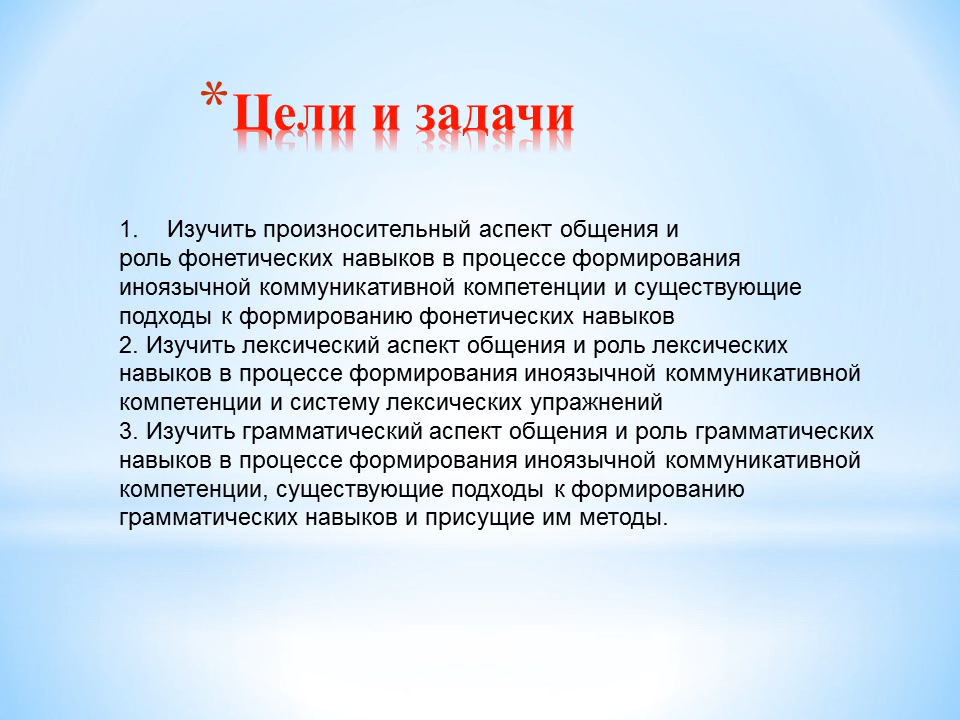 * Цели и задачи
1. Изучить произносительный аспект общения и
роль фонетических навыков в процессе формирования
иноязычной коммуникативной компетенции и существующие
подходы к формированию фонетических навыков
2. Изучить лексический аспект общения и роль лексических
навыков в процессе формирования иноязычной коммуникативной
компетенции и систему лексических упражнений
3. Изучить грамматический аспект общения и роль грамматических
навыков в процессе формирования иноязычной коммуникативной
компетенции, существующие подходы к формированию
грамматических навыков и присущие им методы.